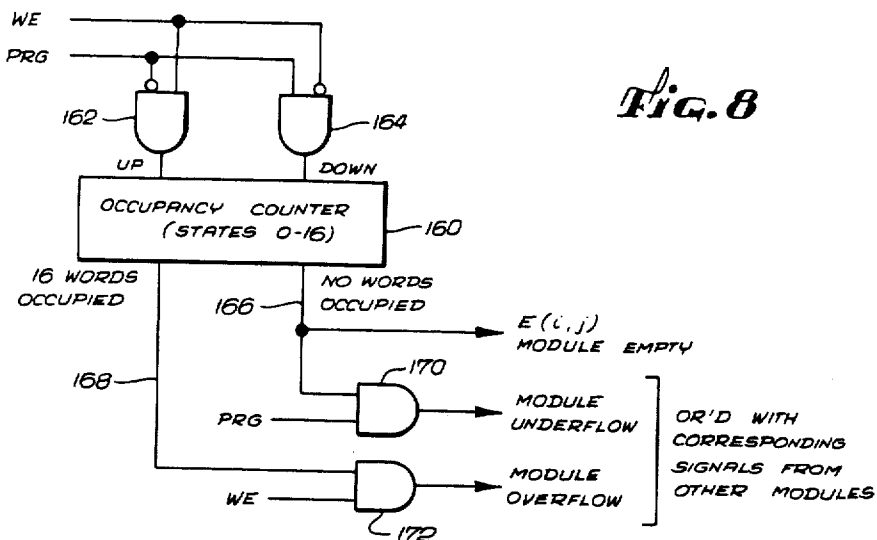 WE
PRG
Fig. 8
162
164
UP
DOWN
OCCUPANCY COUNTER
(STATES 0-16)
160
16 WORDS
OCCUPIED
NO WORDS
OCCUPIED
166
E(i,j)
MODULE EMPTY
168
170
PRG
MODULE
UNDERFLOW
OR'D WITH
CORRESPONDING
SIGNALS FROM
OTHER MODULES
WE
MODULE
OVERFLOW
172